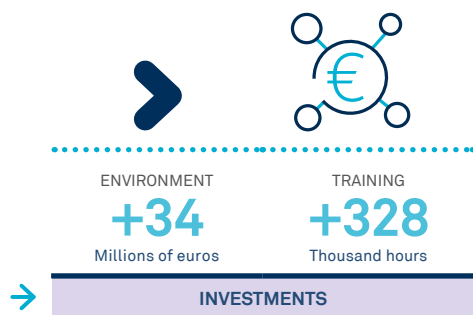 €
ENVIRONMENT
+34
Millions of euros
TRAINING
+328
Thousand hours
INVESTMENTS